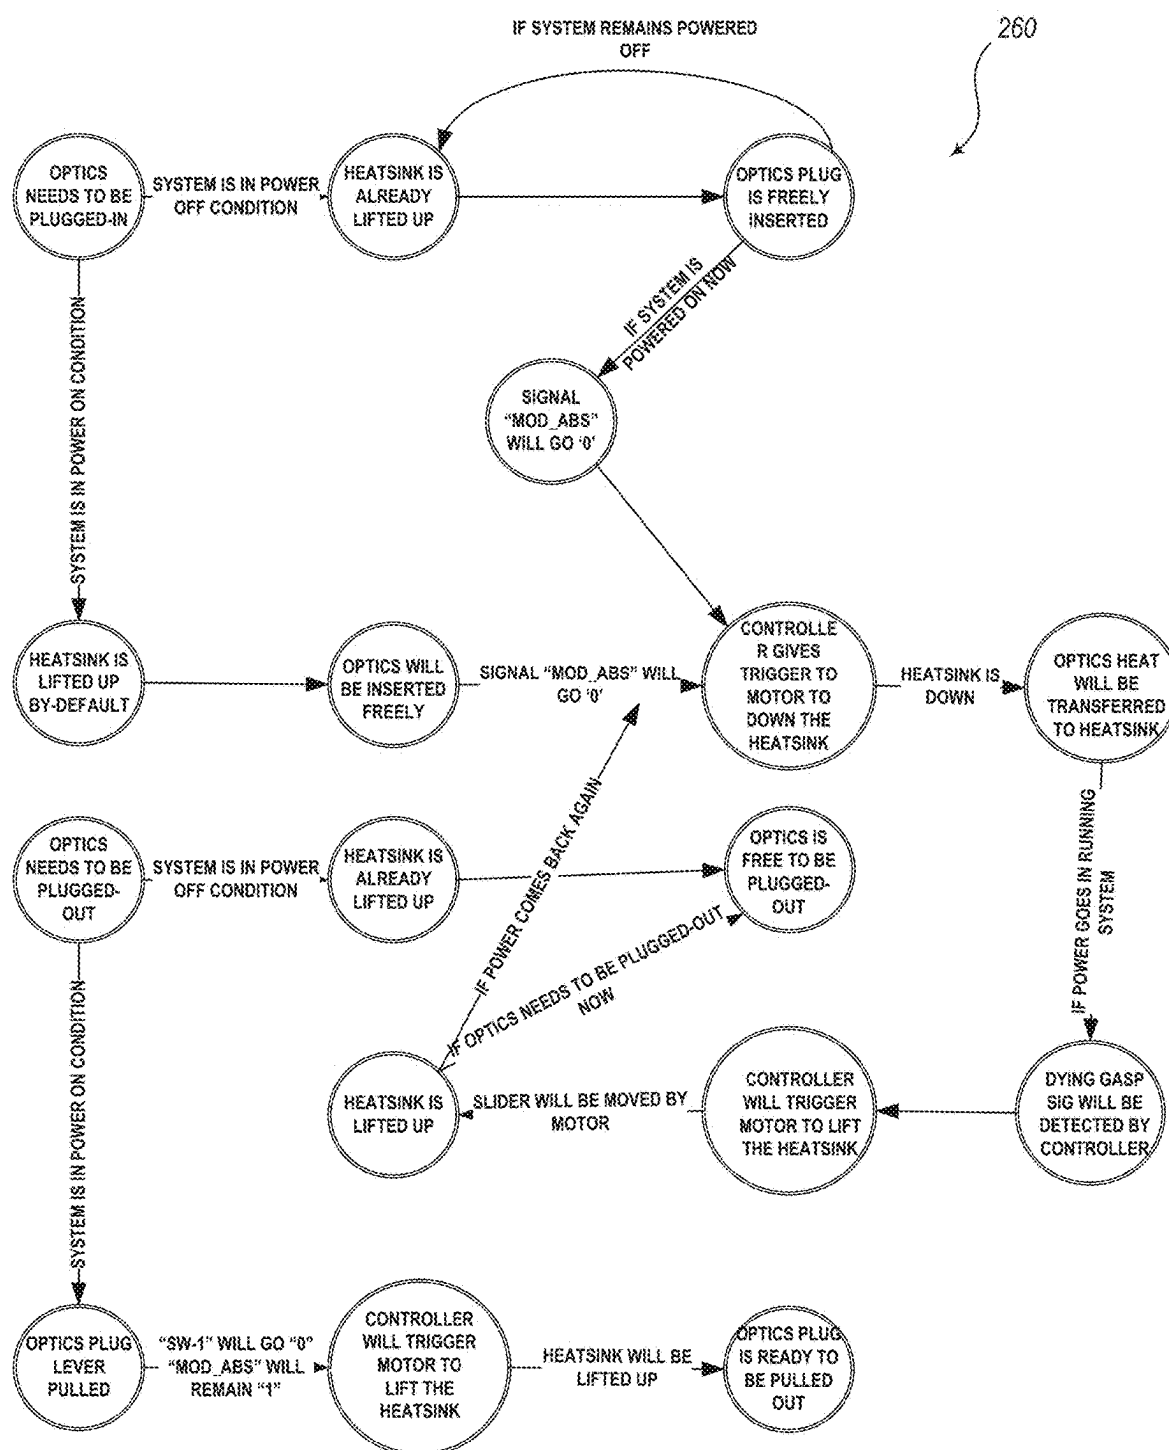 IF SYSTEM REMAINS POWERED
OFF
260
OPTICS
NEEDS TO BE
PLUGGED-IN
SYSTEM IS IN POWER
OFF CONDITION
HEATSINK IS
ALREADY
LIFTED UP
OPTICS PLUG
IS FREELY
INSERTED
IF SYSTEM IS
POWERED ON NOW
SYSTEM IS IN POWER ON CONDITION
SIGNAL
“MOD_ABS”
WILL GO ‘0’
HEATSINK IS
LIFTED UP
BY-DEFAULT
OPTICS WILL
BE INSERTED
FREELY
SIGNAL “MOD_ABS” WILL
GO ‘0’
CONTROLLE
R GIVES
TRIGGER TO
MOTOR TO
DOWN THE
HEATSINK
HEATSINK IS
DOWN
OPTICS HEAT
WILL BE
TRANSFERRED
TO HEATSINK
IF POWER COMES BACK AGAIN
IF POWER GOES IN RUNNING
SYSTEM
OPTICS
NEEDS TO BE
PLUGGED-
OUT
SYSTEM IS IN POWER
OFF CONDITION
HEATSINK IS
ALREADY
LIFTED UP
OPTICS IS
FREE TO BE
PLUGGED-
OUT
IF OPTICS NEEDS TO BE PLUGGED-OUT
NOW
SYSTEM IS IN POWER ON CONDITION
HEATSINK IS
LIFTED UP
SLIDER WILL BE MOVED BY
MOTOR
CONTROLLER
WILL TRIGGER
MOTOR TO LIFT
THE HEATSINK
DYING GASP
SIG WILL BE
DETECTED BY
CONTROLLER
OPTICS PLUG
LEVER
PULLED
“SW-1” WILL GO “0”
“MOD_ABS” WILL
REMAIN “1”
CONTROLLER
WILL TRIGGER
MOTOR TO
LIFT THE
HEATSINK
HEATSINK WILL BE
LIFTED UP
OPTICS PLUG
IS READY TO
BE PULLED
OUT